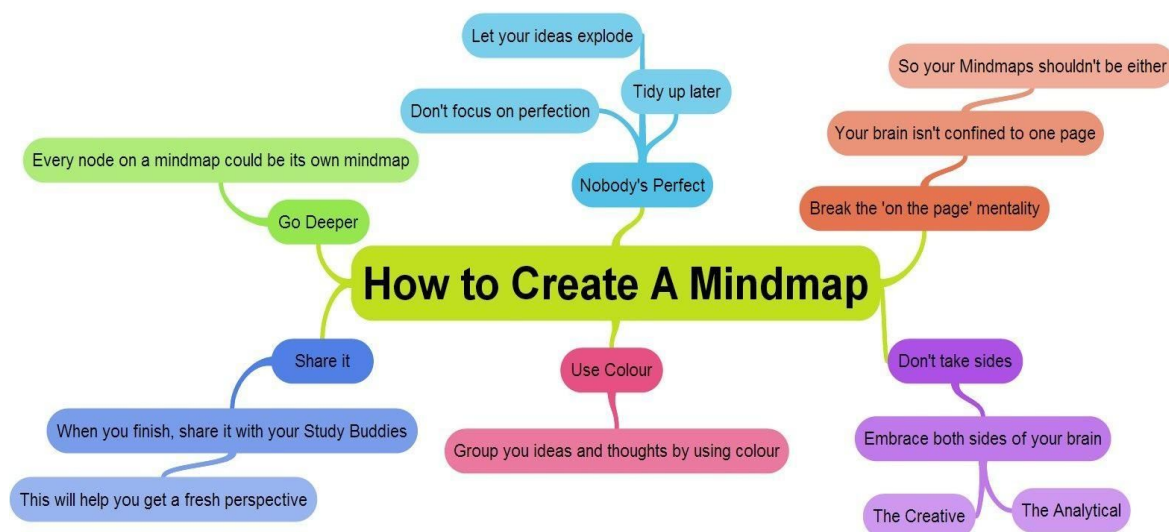 Let your ideas explode
Tidy up later
Don't focus on perfection
Nobody's Perfect
So your Mindmaps shouldn't be either
Your brain isn't confined to one page
Break the 'on the page' mentality
Every node on a mindmap could be its own mindmap
Go Deeper
How to Create A Mindmap
Share it
When you finish, share it with your Study Buddies
This will help you get a fresh perspective
Use Colour
Group you ideas and thoughts by using colour
Don't take sides
Embrace both sides of your brain
The Creative
The Analytical